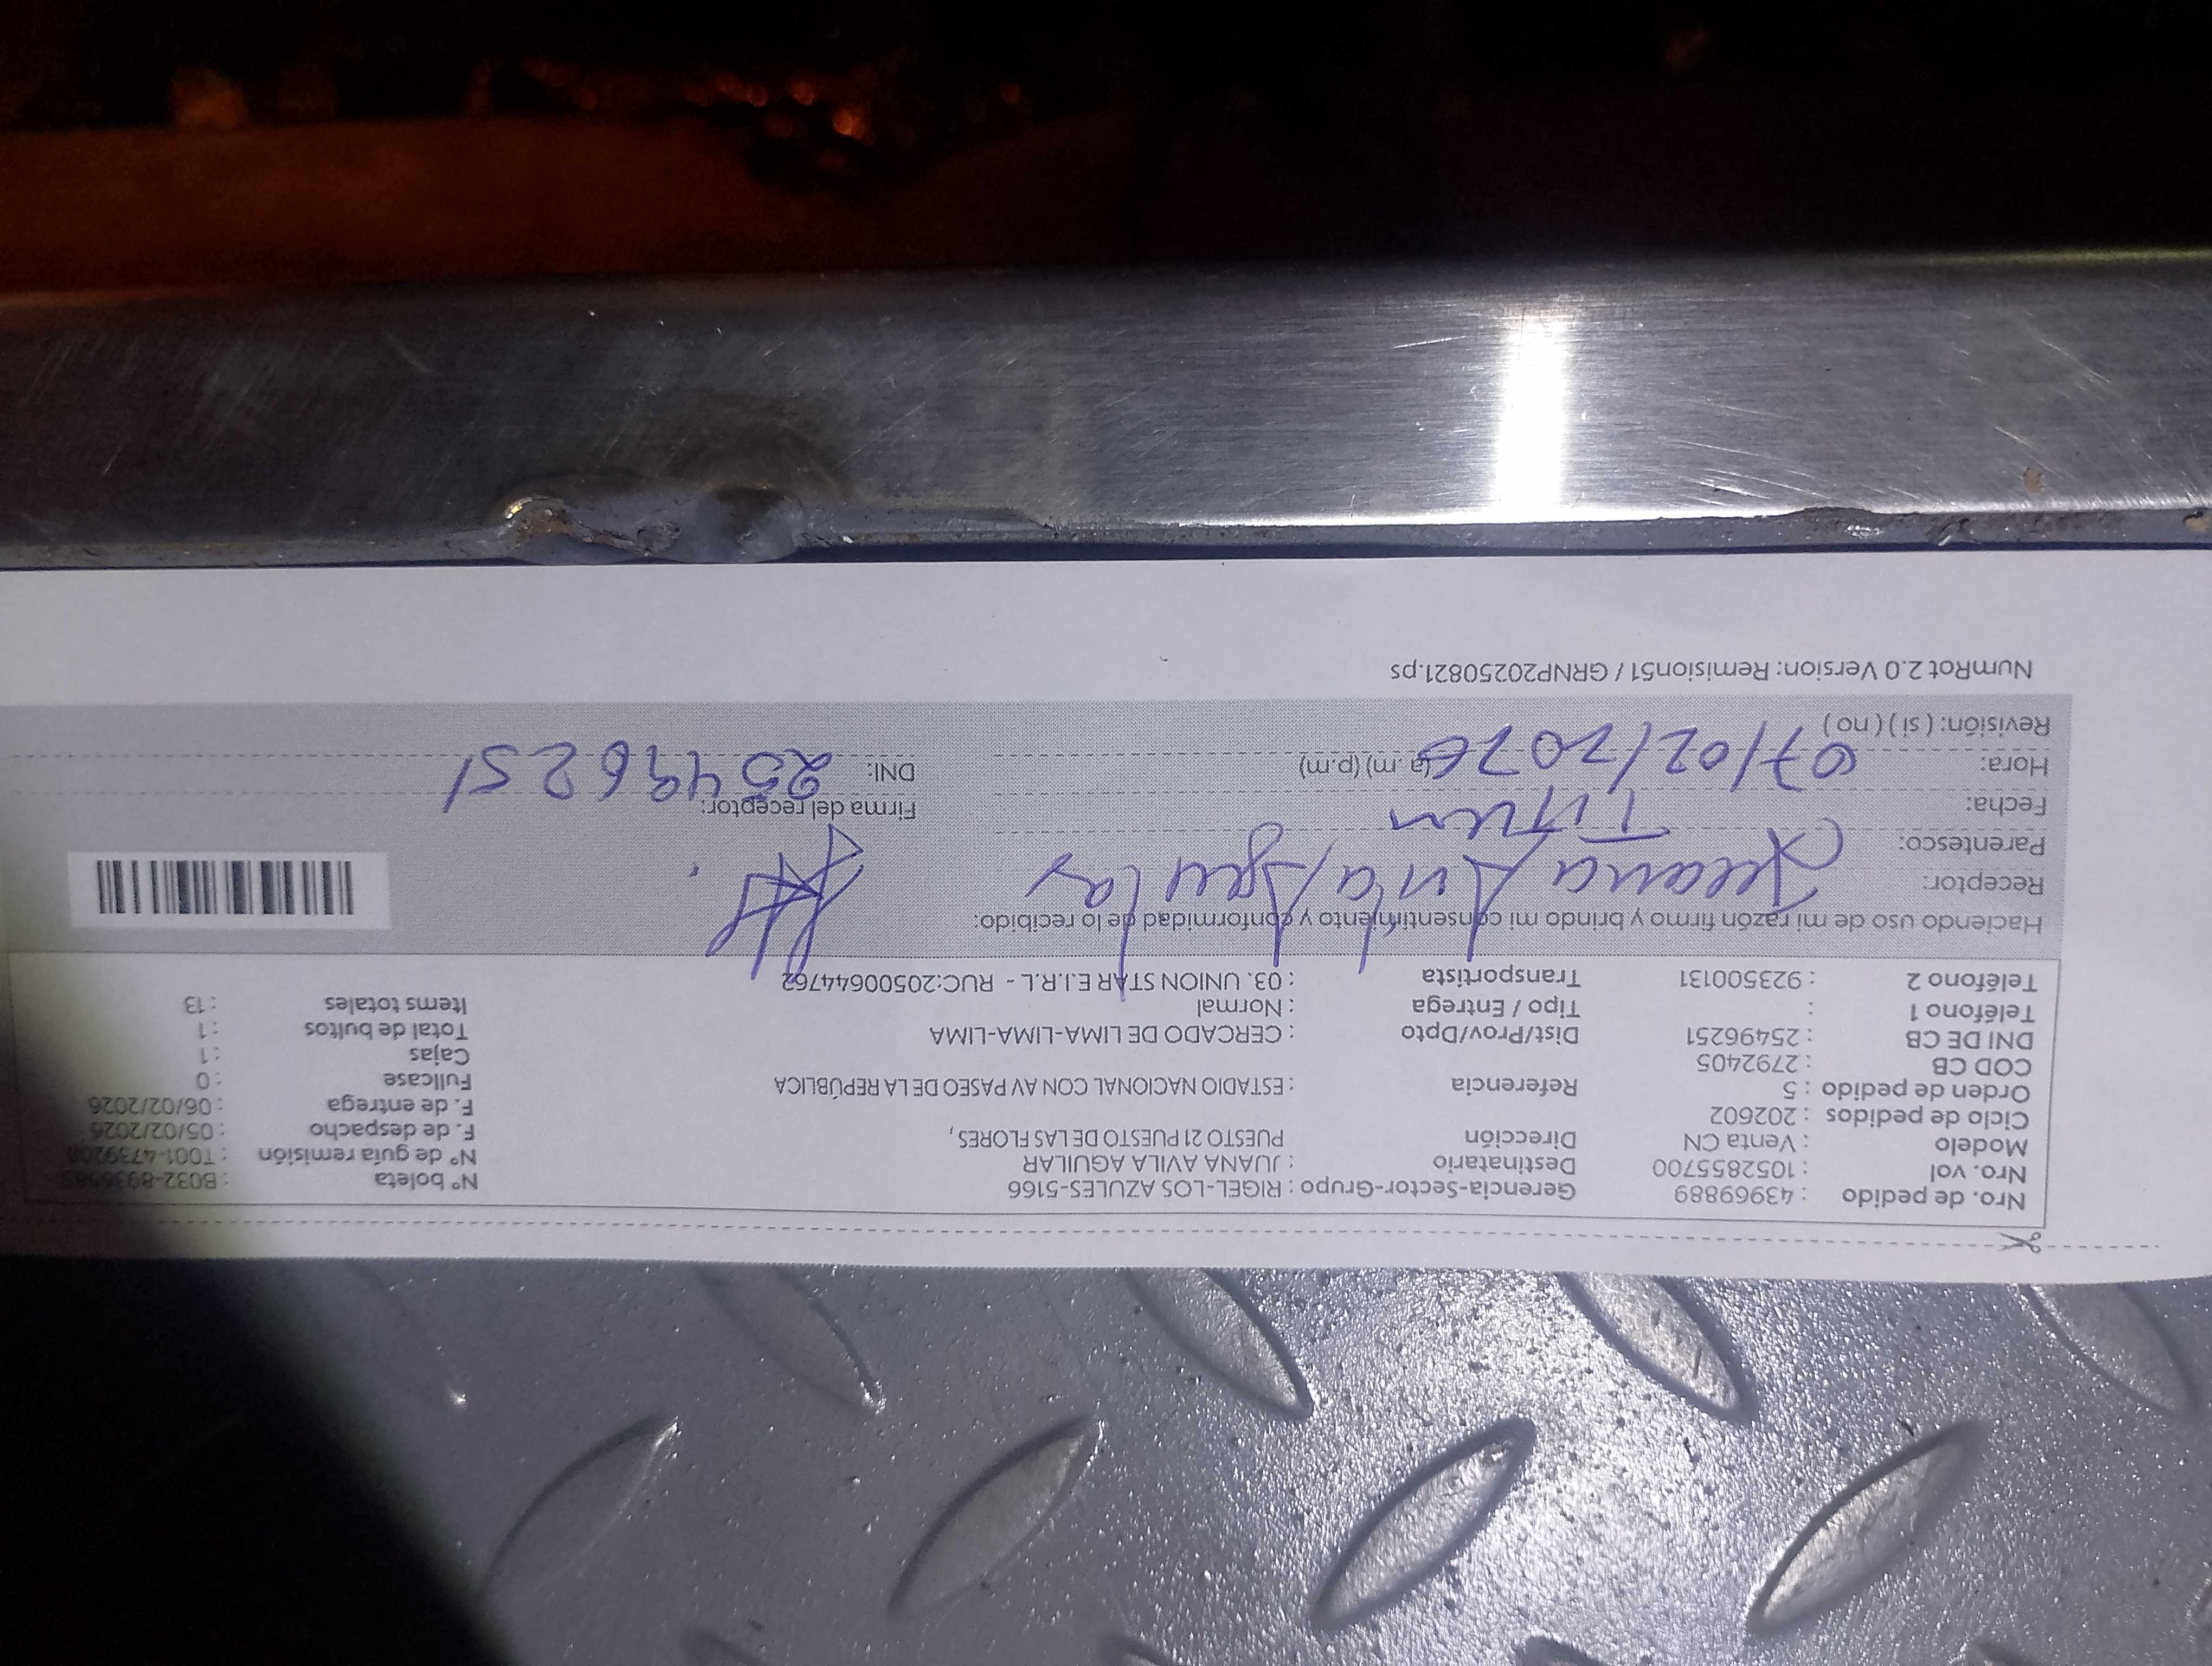 Nro. de pedido : 43969889 Gerencia-Sector-Grupo : RIGEL-LOS AZULES-5166 N° boleta
Nro. vol : 1052855700 Destinatario : JUANA AVILA AGUILAR N° de guía remisión
Modelo : Venta CN Dirección PUESTO 21 PUESTO DE LAS FLORES, F. de despacho : 05/02/2026
Ciclo de pedidos : 202602 F. de entrega : 06/02/2026
Orden de pedido : 5 Referencia : ESTADIO NACIONAL CON AV PASEO DE LA REPÚBLICA Fullcase : 0
COD CB : 2792405 Cajas : 1
DNI DE CB : 25496251 Dist/Prov/Dpto : CERCADO DE LIMA-LIMA-LIMA Total de bultos : 1
Teléfono 1 : Tipo / Entrega : Normal Items totales : 13
Teléfono 2 : 923500131 Transportista : 03. UNION STAR E.I.R.L - RUC:20500644762
Haciendo uso de mi razón firmo y brindo mi consentimiento y conformidad de lo recibido:
Receptor: Juana Avila Aguilar
Parentesco: Titular
Fecha: 07/02/2026 Firma del receptor:
Hora: (a.m) (p.m) DNI: 25496251
Revisión: ( si ) ( no )
NumRot 2.0 Version: Remision51 / GRNP20250821.ps